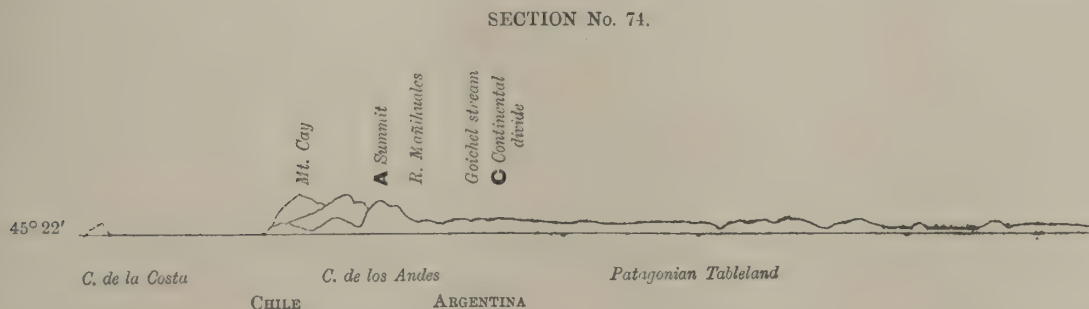 SECTION No. 74.
Mt. Cay
A Summit
R. Mañihuales
Goichel stream
C Continental
divide
45° 22'
C. de la Costa
C. de los Andes
Patagonian Tableland
CHILE
ARGENTINA